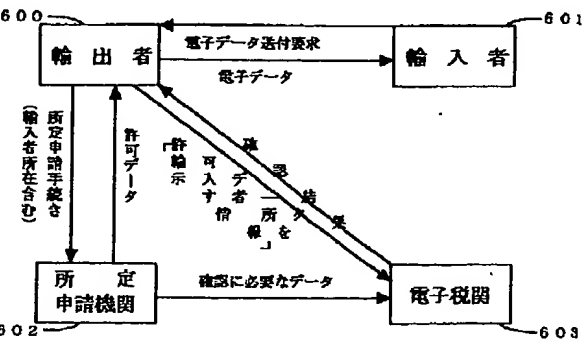 600
輸出者
601
輸入者
電子データ送付要求
電子データ
所定申請手続き
(輸入者所在含む)
許可データ
確認結果
「許可データ
輸入者所を
示す情報」
所定
申請機関
602
確認に必要なデータ
電子税関
603